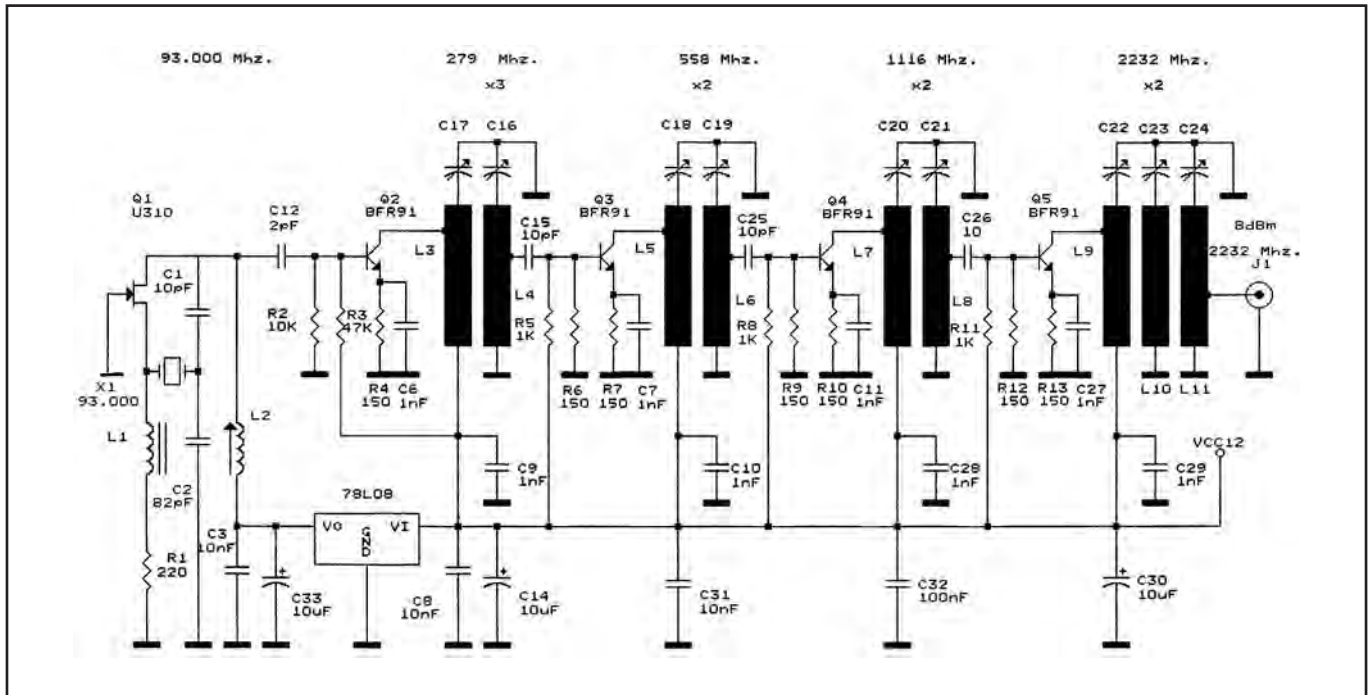 93.000 Mhz.
279 Mhz.
x3
558 Mhz.
x2
1116 Mhz.
x2
2232 Mhz.
x2
C17
C16
C18
C19
C20
C21
C22
C23
C24
Q1
U310
C12
2pF
Q2
BFR91
L3
C15
10pF
Q3
BFR91
L5
C25
10pF
Q4
BFR91
L7
C26
10
Q5
BFR91
L9
8dBm
2232 Mhz.
J1
C1
10pF
R2
10K
R3
47K
L4
R5
1K
L6
R8
1K
L8
R11
1K
X1
93.000
R4
150
C6
1nF
R6
150
R7
150
C7
1nF
R9
150
R10
150
C11
1nF
R12
150
R13
150
C27
1nF
L10
L11
L1
L2
C2
82pF
C9
1nF
C10
1nF
C28
1nF
C29
1nF
VCC12
78L08
VO
GND
VI
C3
10nF
R1
220
C33
10uF
C8
10nF
C14
10uF
C31
10nF
C32
100nF
C30
10uF